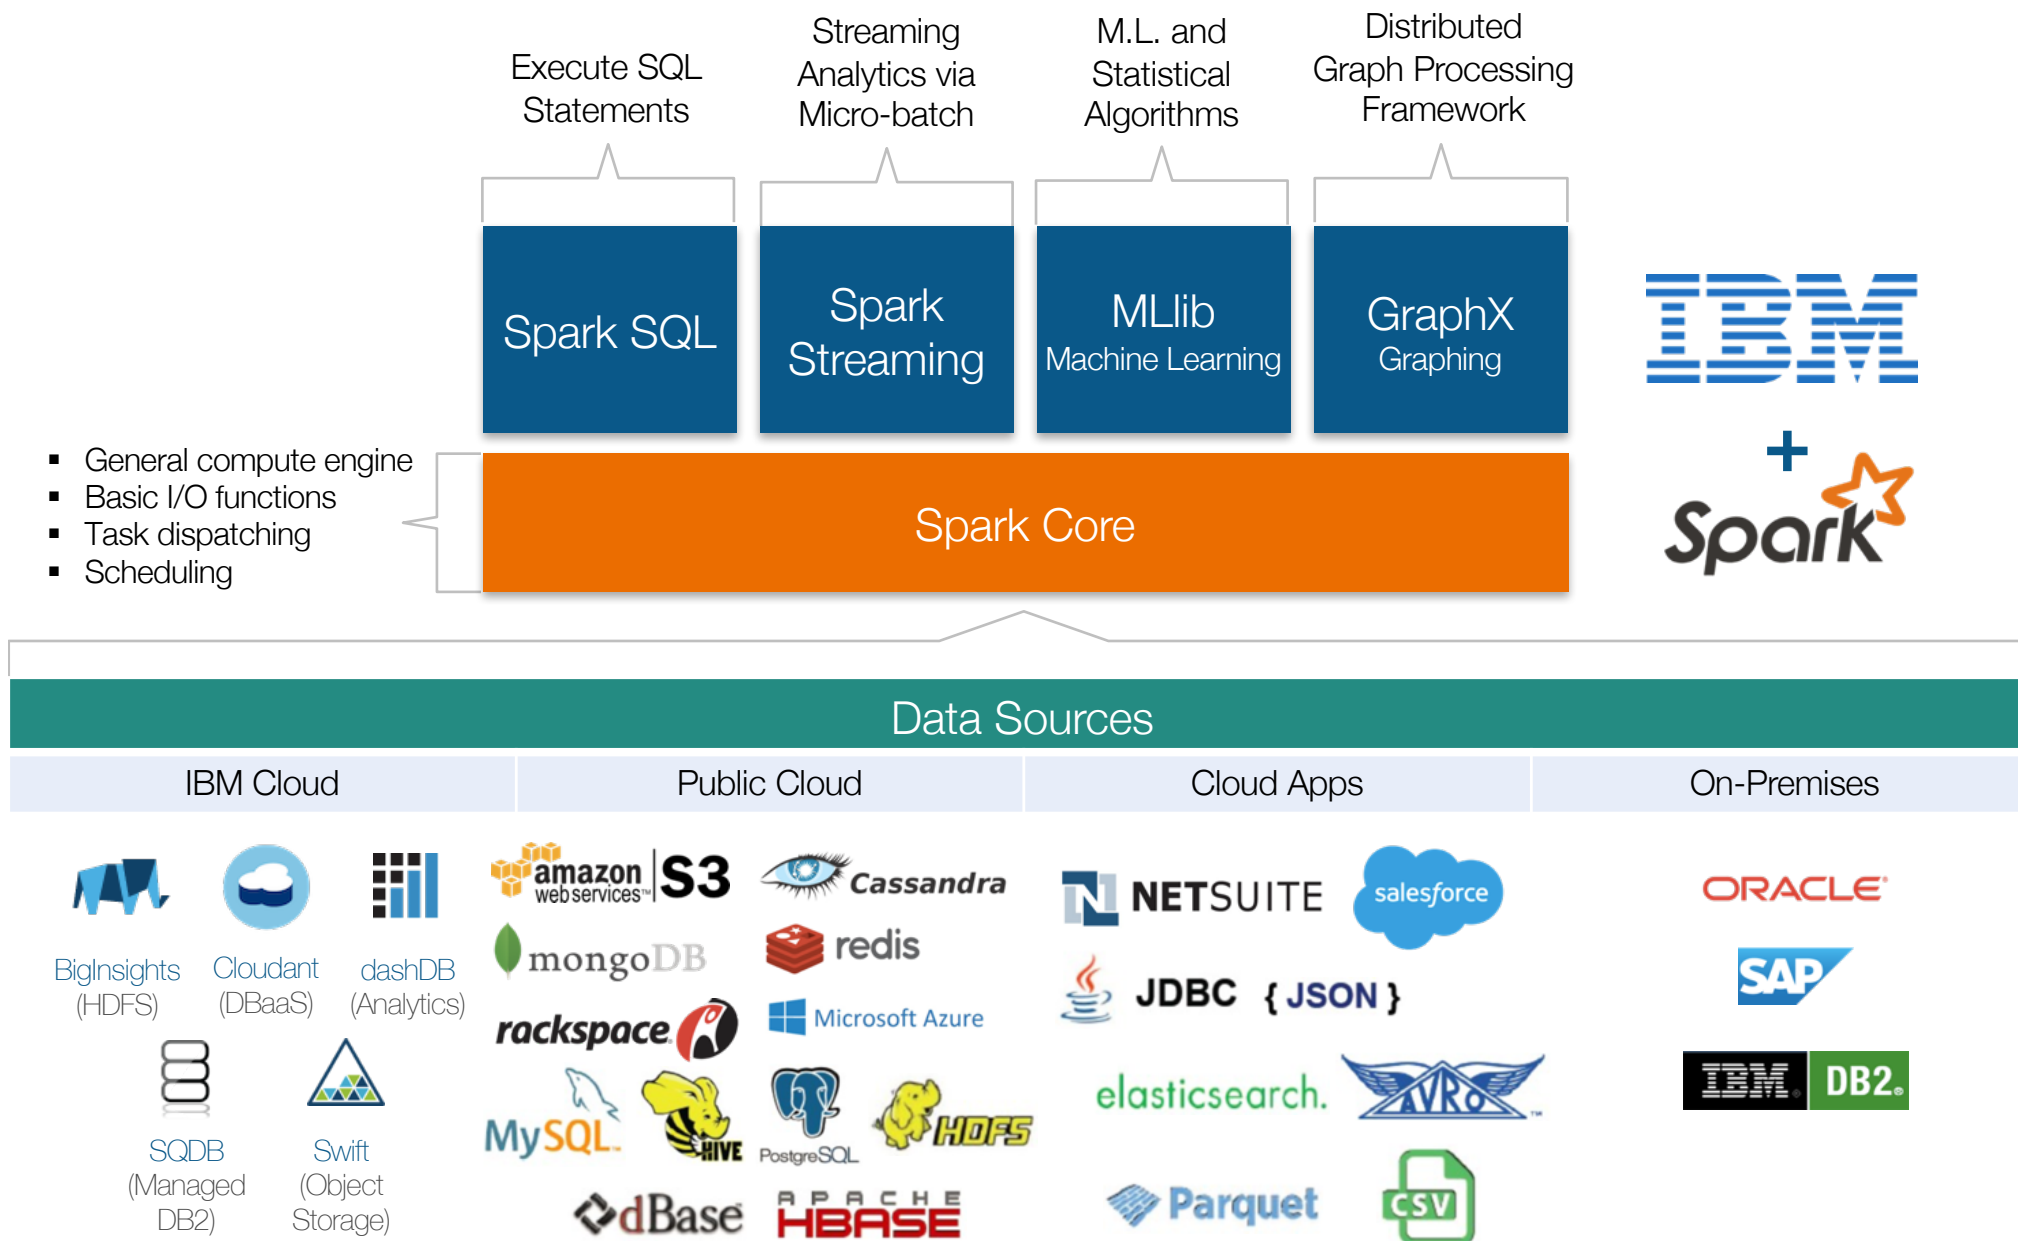 Execute SQL
Statements
Streaming
Analytics via
Micro-batch
M.L. and
Statistical
Algorithms
Distributed
Graph Processing
Framework
Spark SQL
Spark
Streaming
MLlib
Machine Learning
GraphX
Graphing
IBM
+
Spark
▪ General compute engine
▪ Basic I/O functions
▪ Task dispatching
▪ Scheduling
Spark Core
Data Sources
IBM Cloud
Public Cloud
Cloud Apps
On-Premises
BigInsights
(HDFS)
Cloudant
(DBaaS)
dashDB
(Analytics)
SQDB
(Managed
DB2)
Swift
(Object
Storage)
amazon
web services™
S3
Cassandra
mongoDB
redis
rackspace
Microsoft Azure
MySQL™
HIVE
PostgreSQL
HDFS
dBase
APACHE
HBASE
N
NETSUITE
salesforce
JDBC
{ JSON }
elasticsearch.
AVRO™
Parquet
CSV
ORACLE®
SAP
IBM®
DB2®